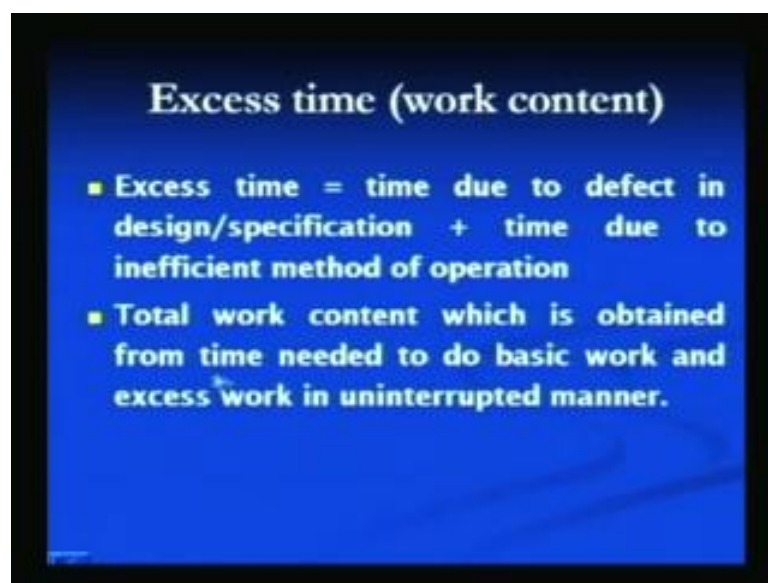 Excess time (work content)
Excess time = time due to defect in
design/specification + time due to
inefficient method of operation
Total work content which is obtained
from time needed to do basic work and
excess work in uninterrupted manner.